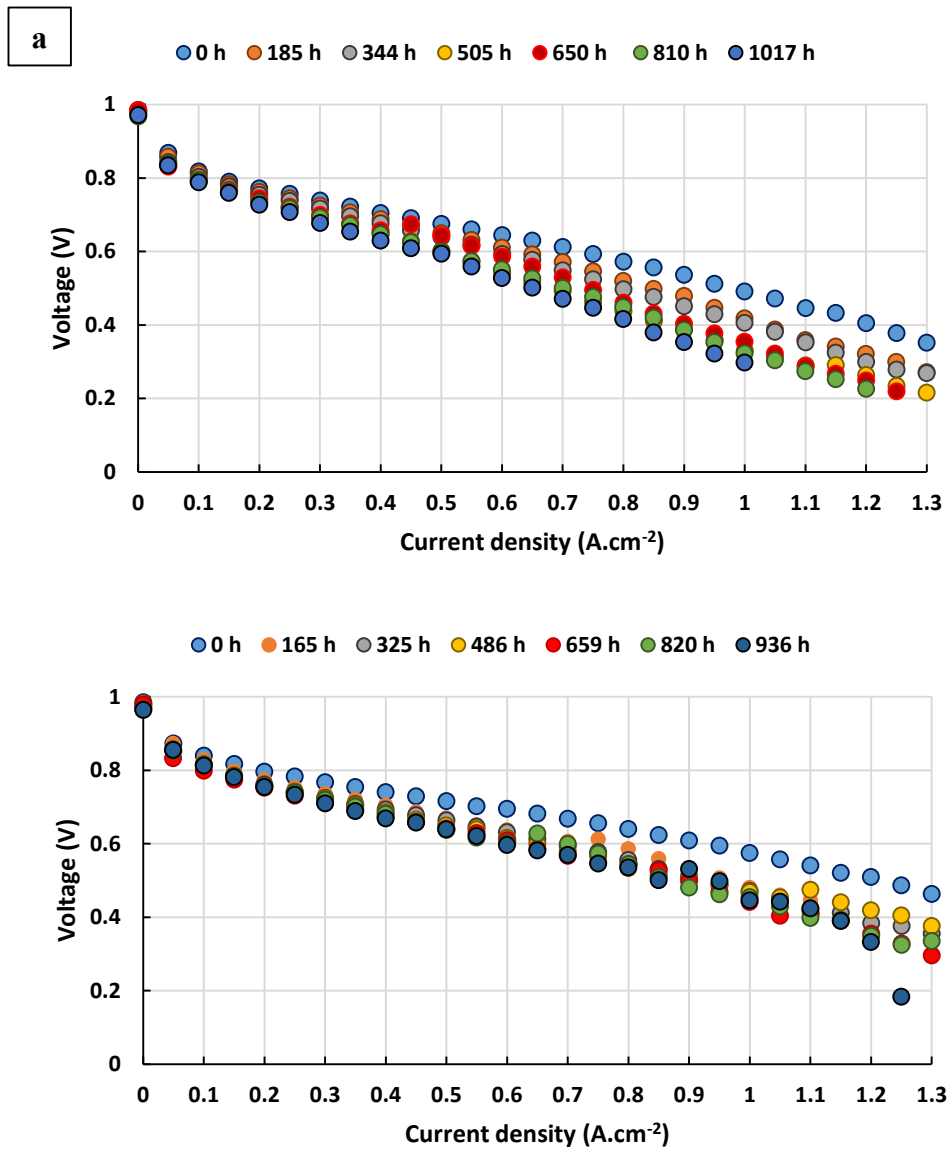 a
0 h 185 h 344 h 505 h 650 h 810 h 1017 h
1
0.8
0.6
0.4
0.2
0
Voltage (V)
0 0.1 0.2 0.3 0.4 0.5 0.6 0.7 0.8 0.9 1 1.1 1.2 1.3
Current density (A.cm⁻²)
0 h 165 h 325 h 486 h 659 h 820 h 936 h
1
0.8
0.6
0.4
0.2
0
Voltage (V)
0 0.1 0.2 0.3 0.4 0.5 0.6 0.7 0.8 0.9 1 1.1 1.2 1.3
Current density (A.cm⁻²)